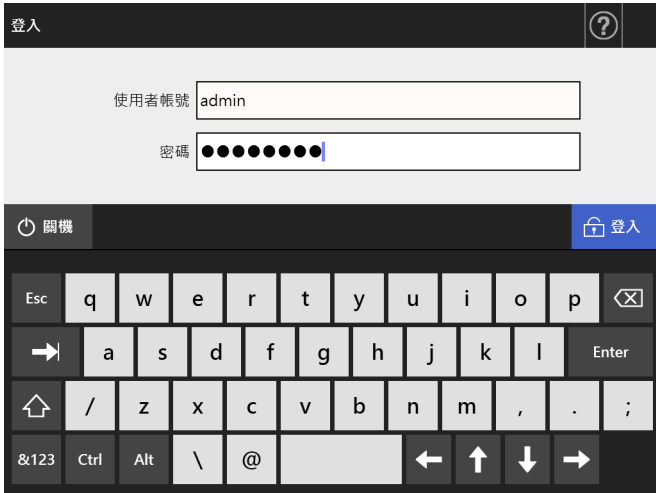 登入
使用者帳號 admin
密碼 ●●●●●●●●
關機 登入
Esc q w e r t y u i o p
a s d f g h j k l Enter
/ z x c v b n m , . ;
&123 Ctrl Alt \ @